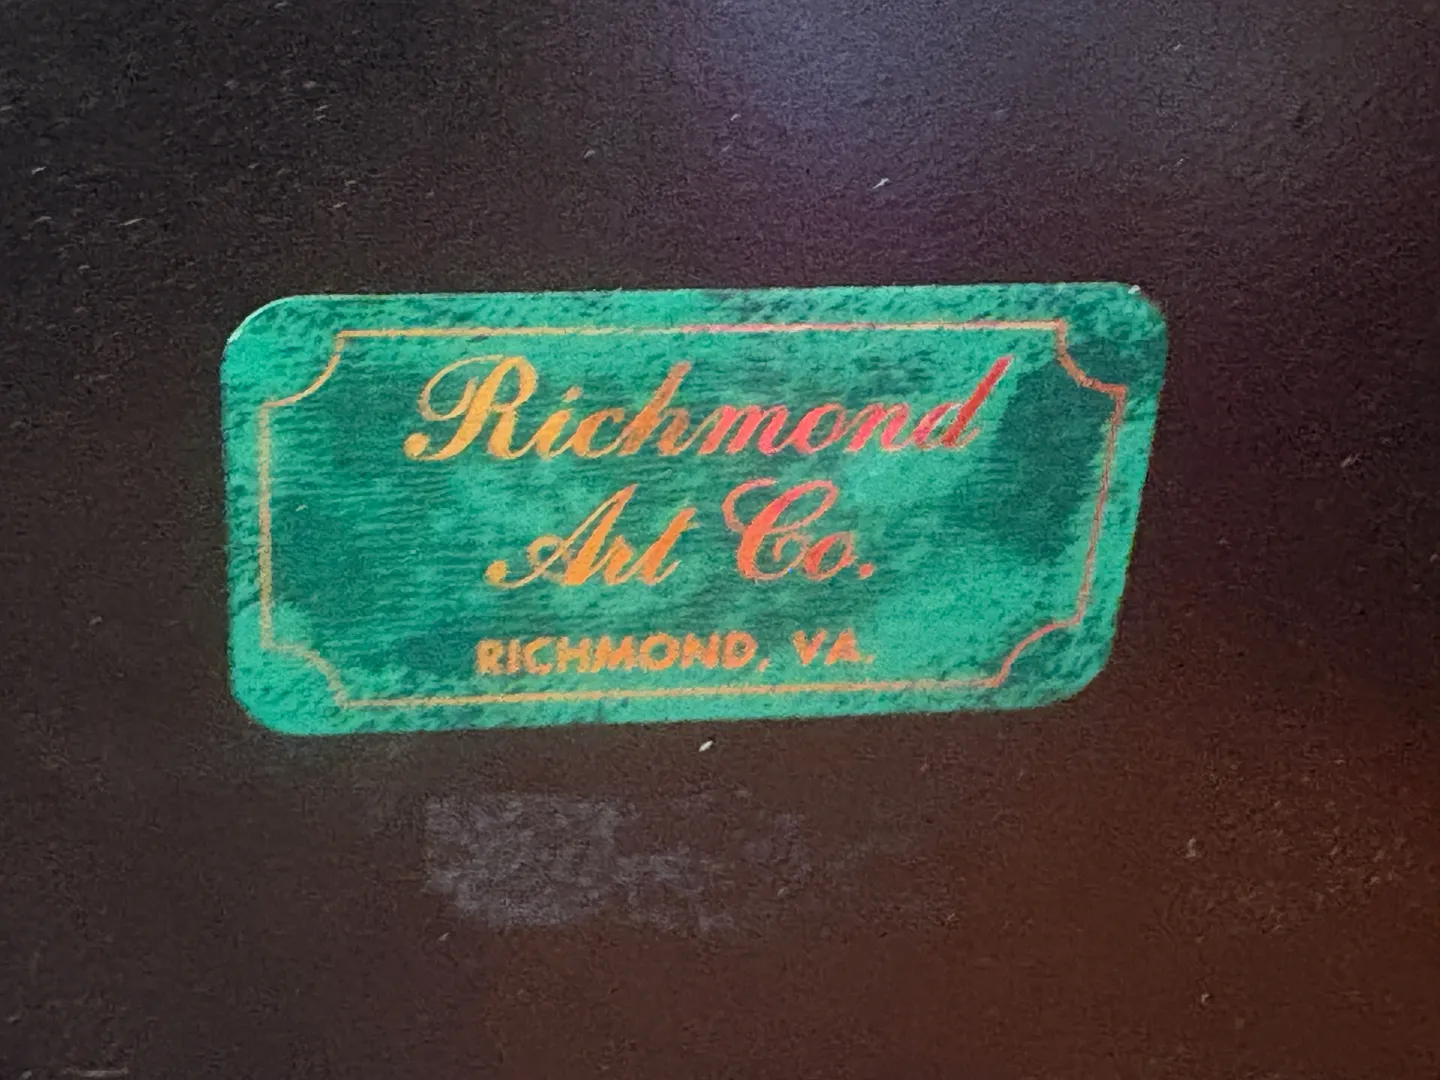 Richmond
Art Co.
RICHMOND, VA.